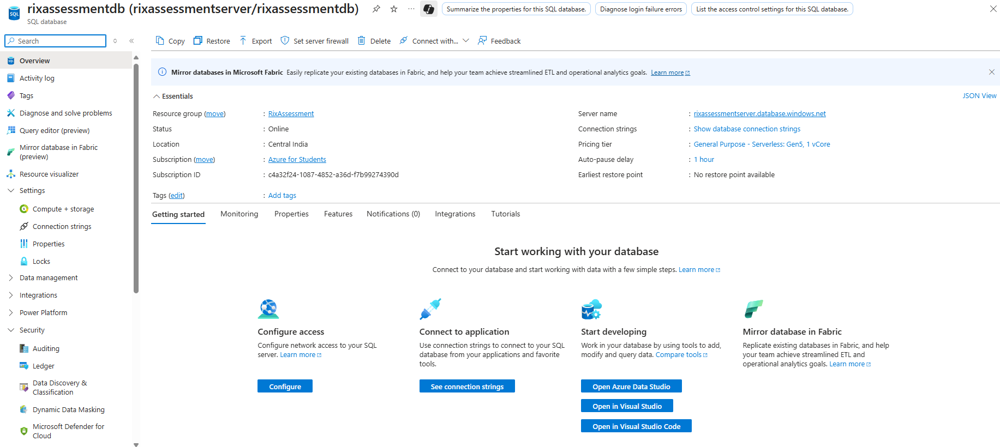 rixassessmentdb (rixassessmentserver/rixassessmentdb)
SQL database
Summarize the properties for this SQL database.
Diagnose login failure errors
List the access control settings for this SQL database.
Search
Copy
Restore
Export
Set server firewall
Delete
Connect with...
Feedback
Overview
Activity log
Tags
Diagnose and solve problems
Query editor (preview)
Mirror database in Fabric
(preview)
Resource visualizer
Settings
Compute + storage
Connection strings
Properties
Locks
Data management
Integrations
Power Platform
Security
Auditing
Ledger
Data Discovery &
Classification
Dynamic Data Masking
Microsoft Defender for
Cloud
Mirror databases in Microsoft Fabric Easily replicate your existing databases in Fabric, and help your team achieve streamlined ETL and operational analytics goals. Learn more
Essentials
JSON View
Resource group (move) : RixAssessment
Status : Online
Location : Central India
Subscription (move) : Azure for Students
Subscription ID : c4a32f24-1087-4852-a36d-f7b99274390d
Tags (edit) : Add tags
Server name : rixassessmentserver.database.windows.net
Connection strings : Show database connection strings
Pricing tier : General Purpose - Serverless: Gen5, 1 vCore
Auto-pause delay : 1 hour
Earliest restore point : No restore point available
Getting started
Monitoring
Properties
Features
Notifications (0)
Integrations
Tutorials
Start working with your database
Connect to your database and start working with data with a few simple steps. Learn more
Configure access
Configure network access to your SQL
server. Learn more
Configure
Connect to application
Use connection strings to connect to your SQL
database from your applications and favorite
tools.
See connection strings
Start developing
Work in your database by using tools to add,
modify and query data. Compare tools
Open Azure Data Studio
Open in Visual Studio
Open in Visual Studio Code
Mirror database in Fabric
Replicate existing databases in Fabric, and help
your team achieve streamlined ETL and
operational analytics goals. Learn more